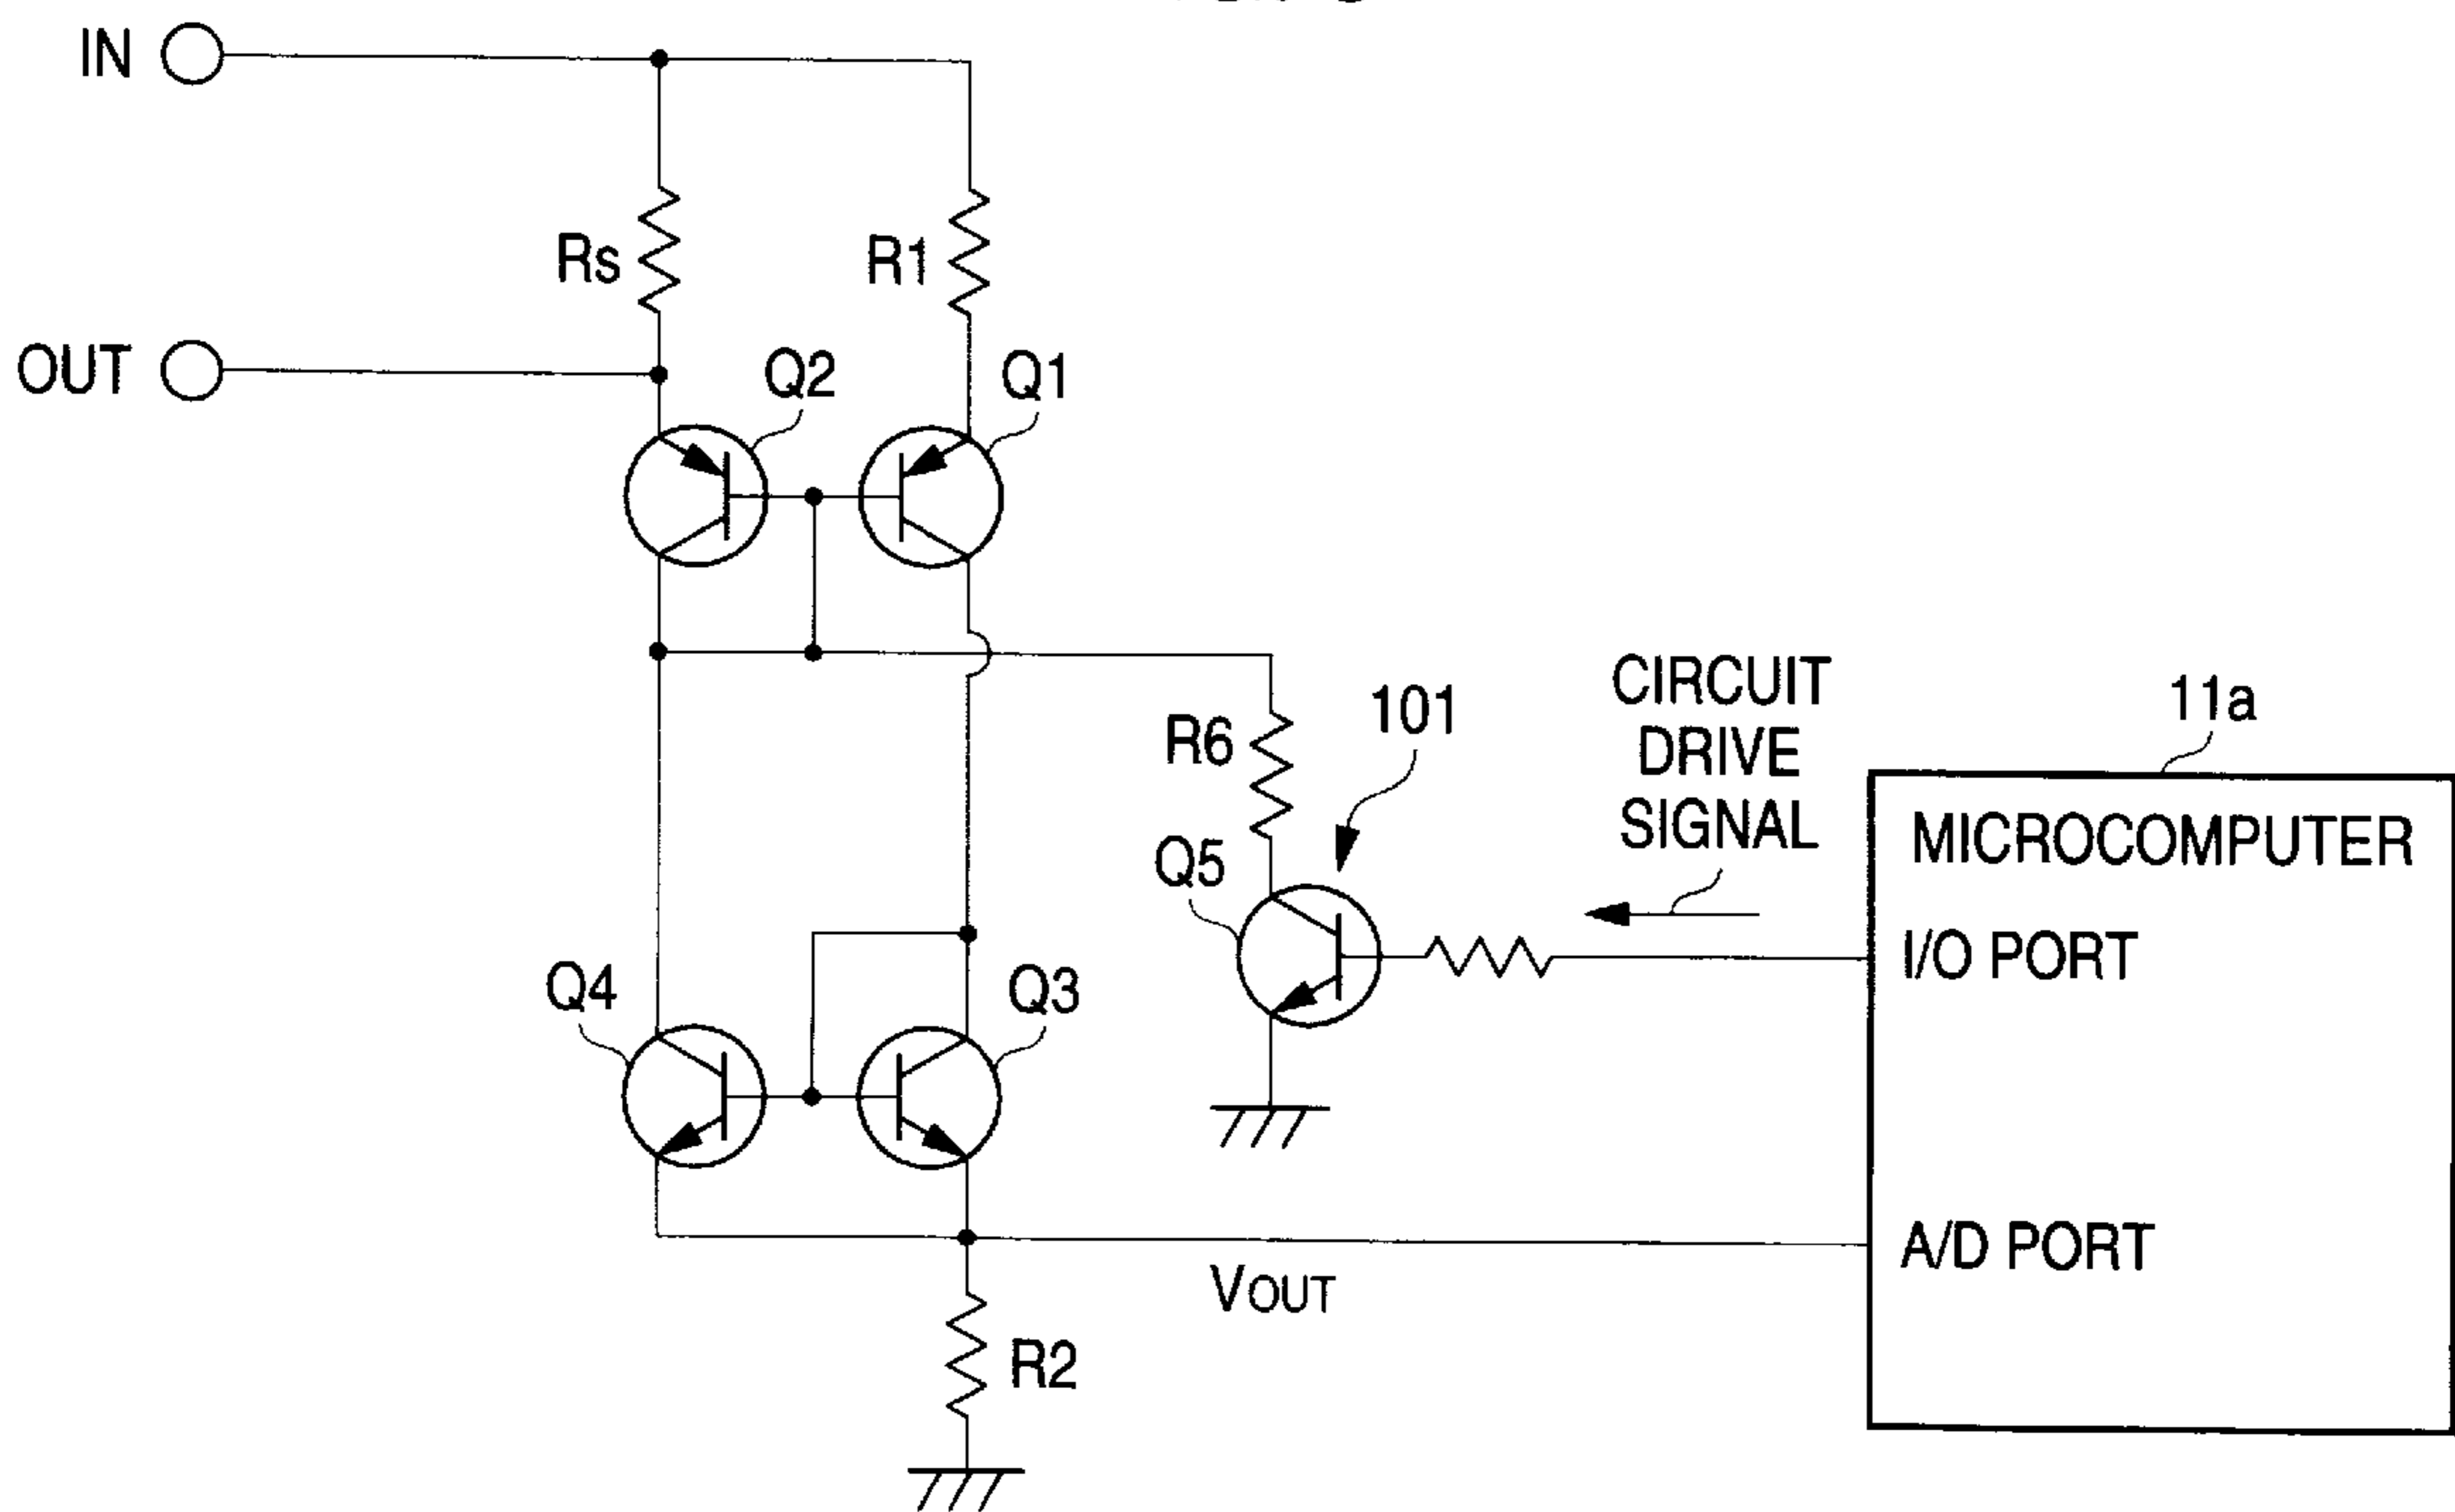 IN
Rs
R1
OUT
Q2
Q1
CIRCUIT
DRIVE
SIGNAL
101
11a
R6
Q5
MICROCOMPUTER
I/O PORT
Q4
Q3
A/D PORT
VOUT
R2